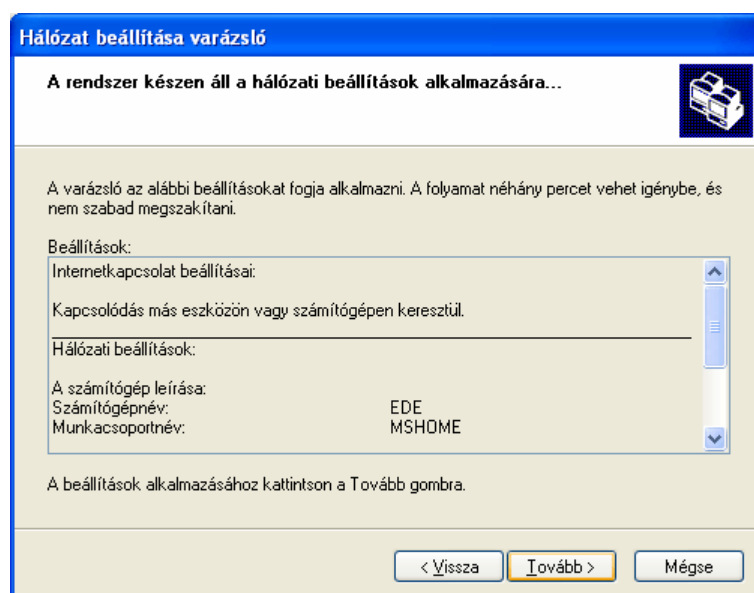 Hálózat beállítása varázsló
A rendszer készen áll a hálózati beállítások alkalmazására...
A varázsló az alábbi beállításokat fogja alkalmazni. A folyamat néhány percet vehet igénybe, és
nem szabad megszakítani.
Beállítások:
Internetkapcsolat beállításai:
Kapcsolódás más eszközön vagy számítógépen keresztül.
Hálózati beállítások:
A számítógép leírása:
Számítógépnév: EDE
Munkacsoportnév: MSHOME
A beállítások alkalmazásához kattintson a Tovább gombra.
< Vissza Tovább > Mégse